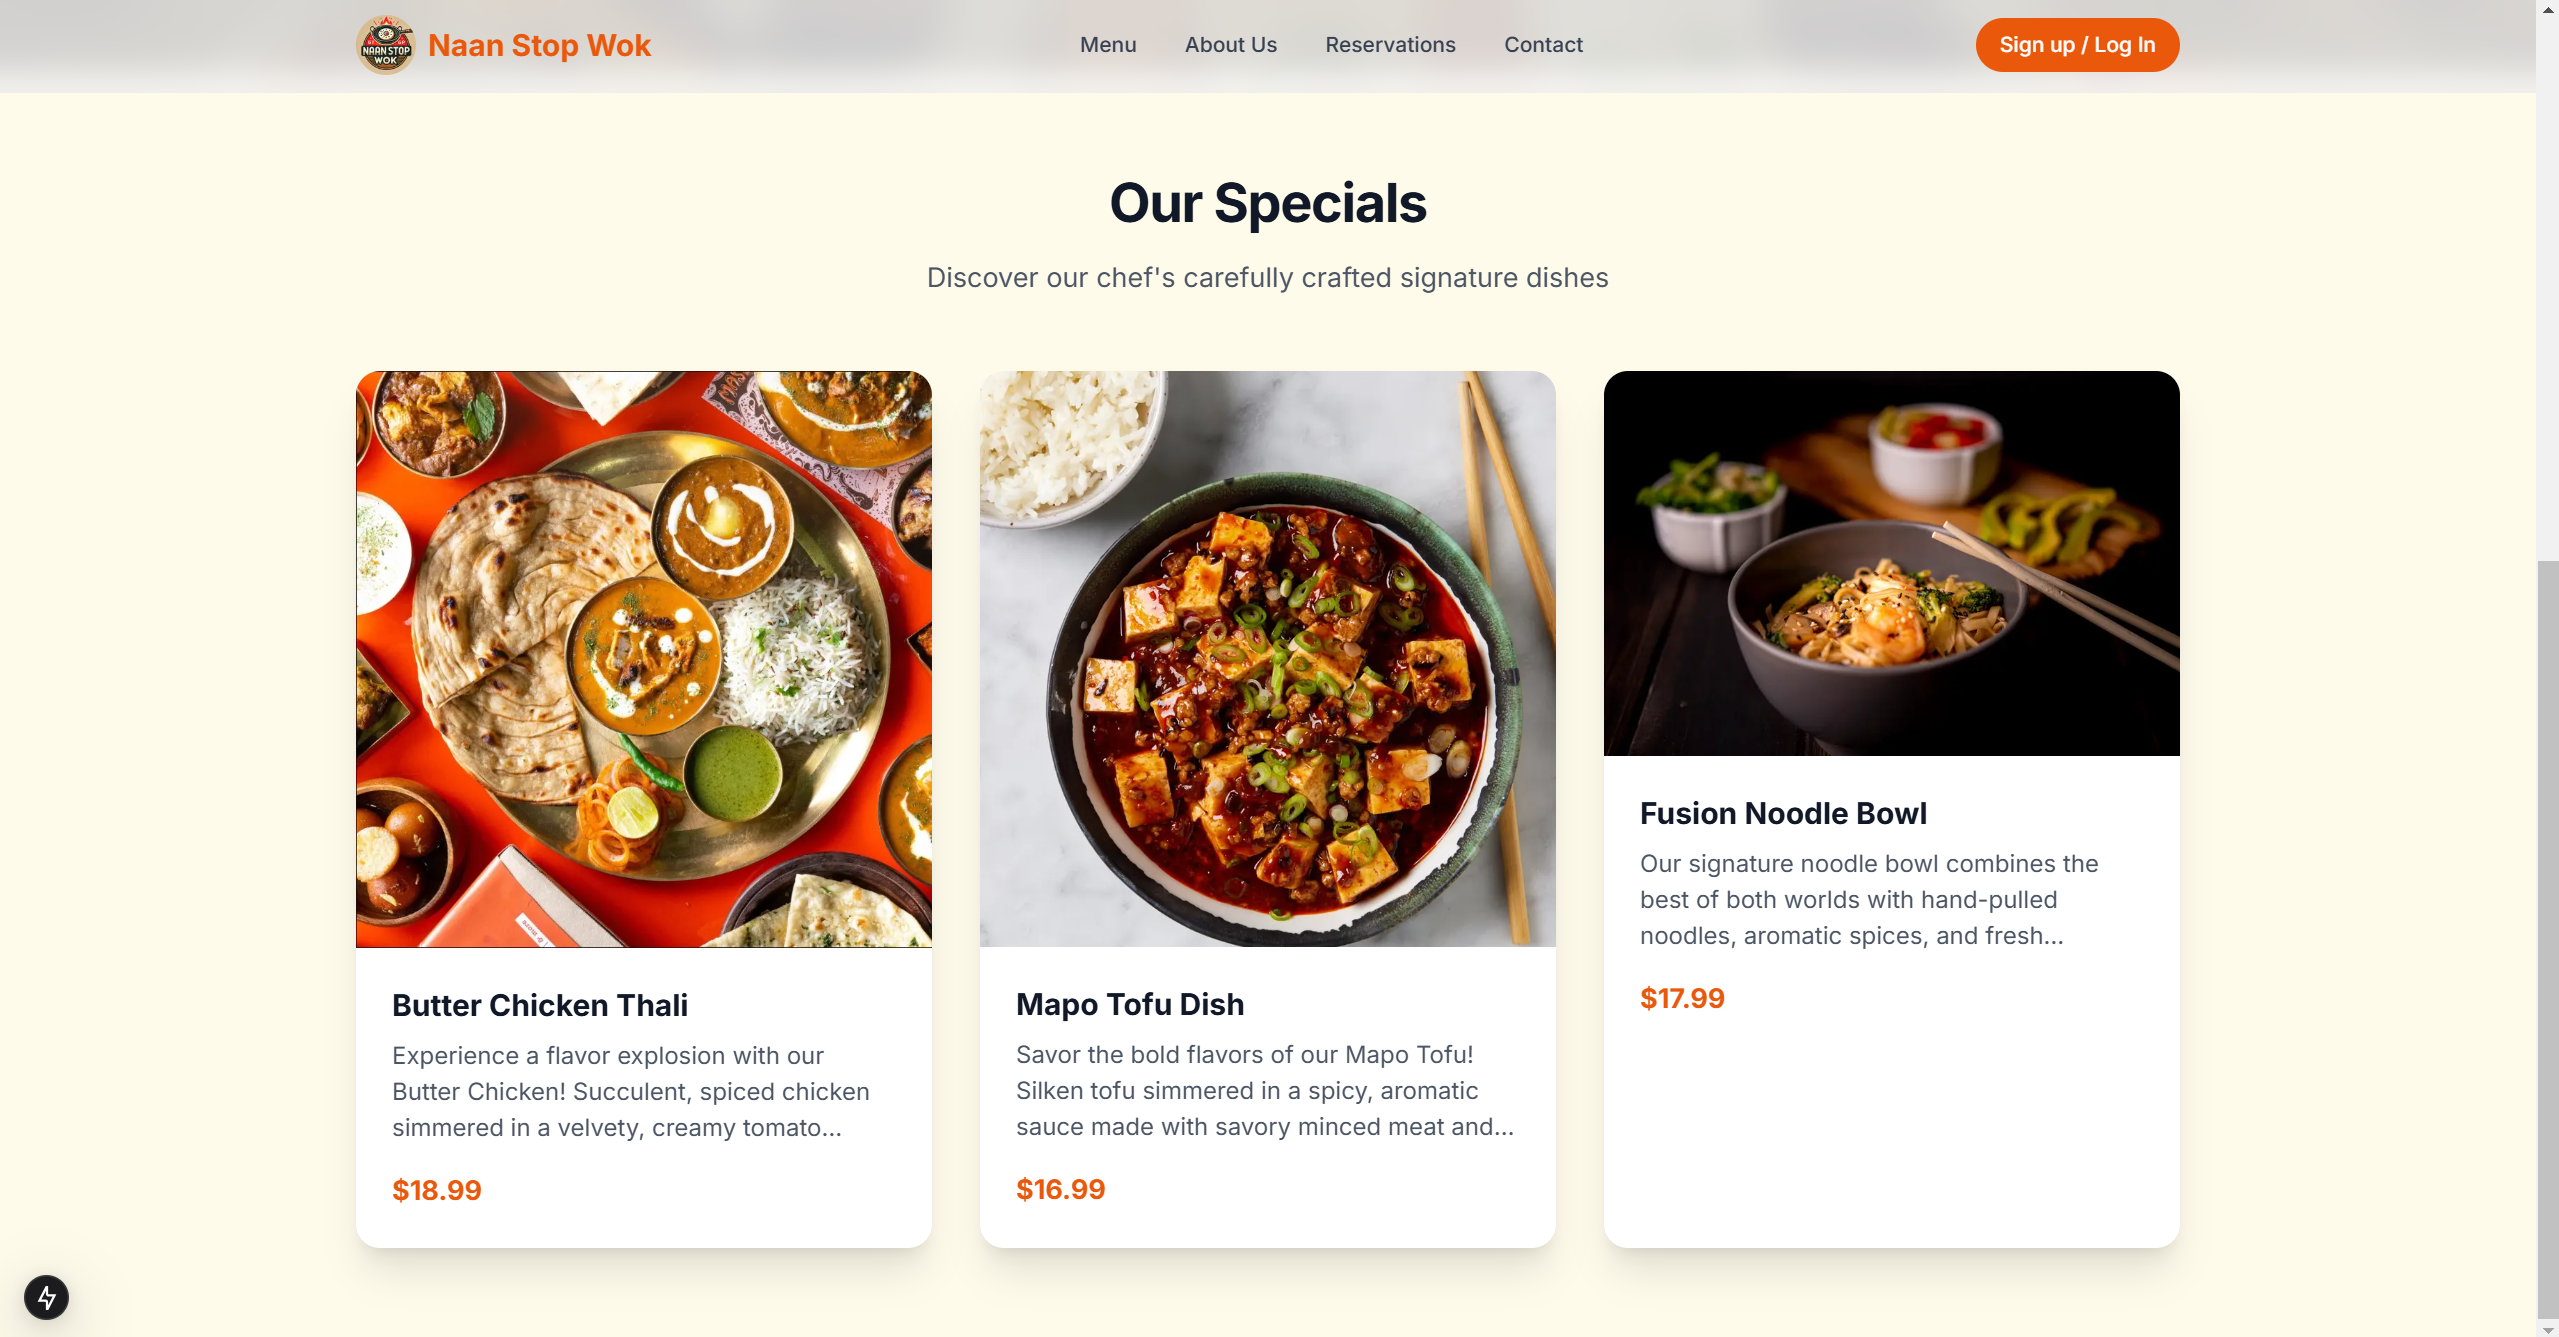 NAAN STOP
WOK
Naan Stop Wok
Menu
About Us
Reservations
Contact
Sign up / Log In
Our Specials
Discover our chef's carefully crafted signature dishes
Butter Chicken Thali
Experience a flavor explosion with our
Butter Chicken! Succulent, spiced chicken
simmered in a velvety, creamy tomato...
$18.99
Mapo Tofu Dish
Savor the bold flavors of our Mapo Tofu!
Silken tofu simmered in a spicy, aromatic
sauce made with savory minced meat and...
$16.99
Fusion Noodle Bowl
Our signature noodle bowl combines the
best of both worlds with hand-pulled
noodles, aromatic spices, and fresh...
$17.99